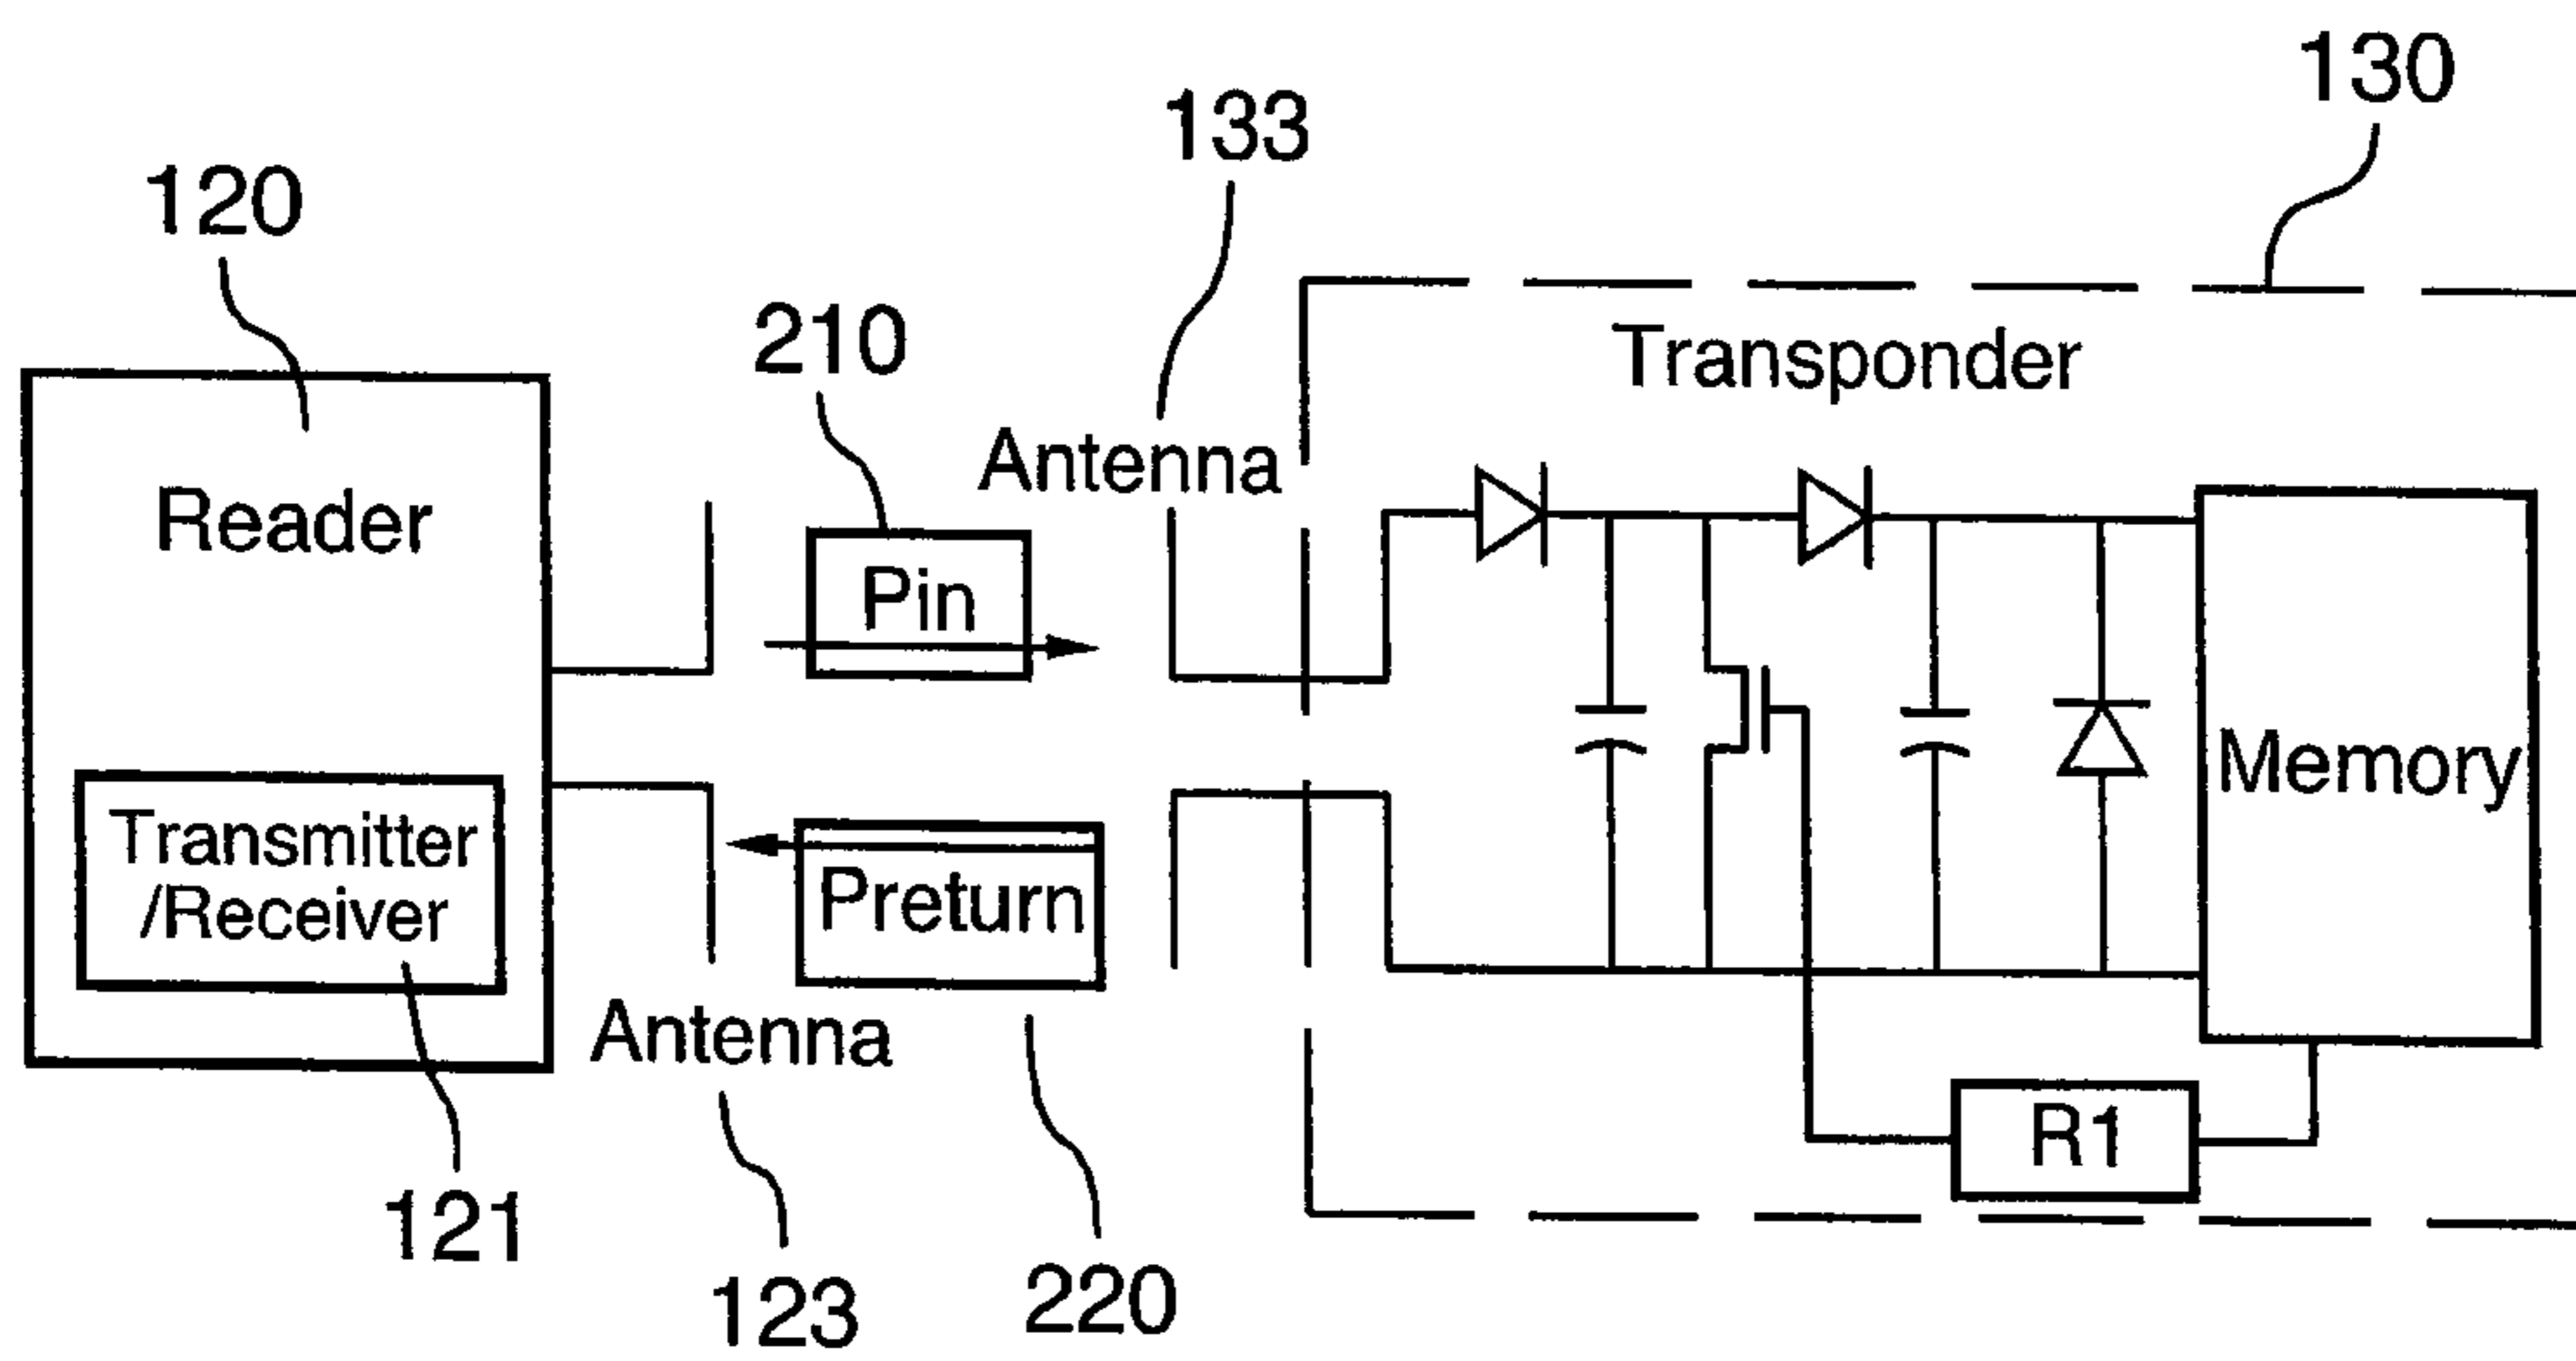 130
133
120
210
Transponder
Antenna
Reader
Pin
Memory
Transmitter
/Receiver
Preturn
Antenna
R1
121
123
220